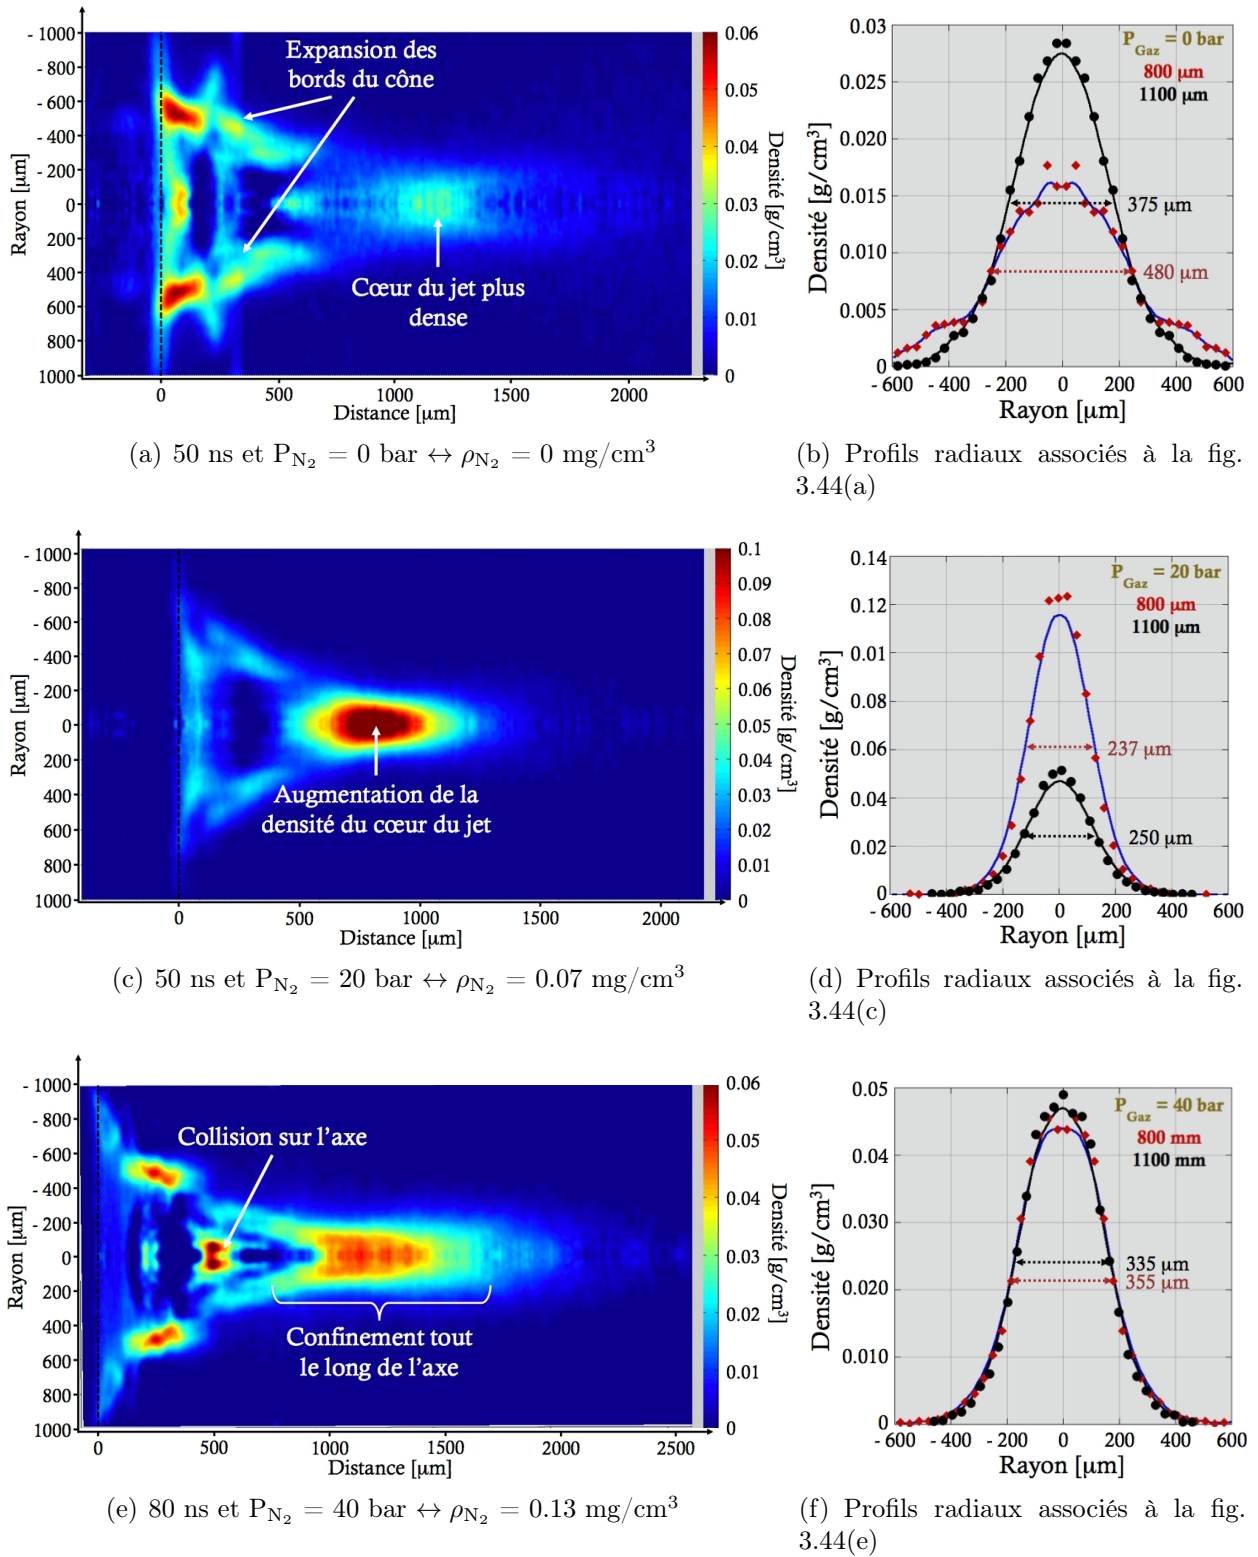 - 1000
- 800
- 600
- 400
- 200
0
200
400
600
800
1000
Rayon [µm]
Expansion des
bords du cône
Cœur du jet plus
dense
0 500 1000 1500 2000
Distance [µm]
0.06
0.05
0.04
0.03
0.02
0.01
0
Densité [g/cm³]
0.03
0.025
0.020
0.015
0.010
0.005
0
Densité [g/cm³]
P_Gaz = 0 bar
800 µm
1100 µm
375 µm
480 µm
- 600 - 400 - 200 0 200 400 600
Rayon [µm]
(a) 50 ns et P_N₂ = 0 bar ↔ ρ_N₂ = 0 mg/cm³
(b) Profils radiaux associés à la fig.
3.44(a)
- 1000
- 800
- 600
- 400
- 200
0
200
400
600
800
1000
Rayon [µm]
Augmentation de la
densité du cœur du jet
0 500 1000 1500 2000
Distance [µm]
0.1
0.09
0.08
0.07
0.06
0.05
0.04
0.03
0.02
0.01
0
Densité [g/cm³]
0.14
0.12
0.01
0.08
0.06
0.04
0.02
0
Densité [g/cm³]
P_Gaz = 20 bar
800 µm
1100 µm
237 µm
250 µm
- 600 - 400 - 200 0 200 400 600
Rayon [µm]
(c) 50 ns et P_N₂ = 20 bar ↔ ρ_N₂ = 0.07 mg/cm³
(d) Profils radiaux associés à la fig.
3.44(c)
- 1000
- 800
- 600
- 400
- 200
0
200
400
600
800
1000
Rayon [µm]
Collision sur l'axe
Confinement tout
le long de l'axe
0 500 1000 1500 2000 2500
Distance [µm]
0.06
0.05
0.04
0.03
0.02
0.01
0
Densité [g/cm³]
0.05
0.04
0.030
0.020
0.010
0
Densité [g/cm³]
P_Gaz = 40 bar
800 mm
1100 mm
335 µm
355 µm
- 600 - 400 - 200 0 200 400 600
Rayon [µm]
(e) 80 ns et P_N₂ = 40 bar ↔ ρ_N₂ = 0.13 mg/cm³
(f) Profils radiaux associés à la fig.
3.44(e)